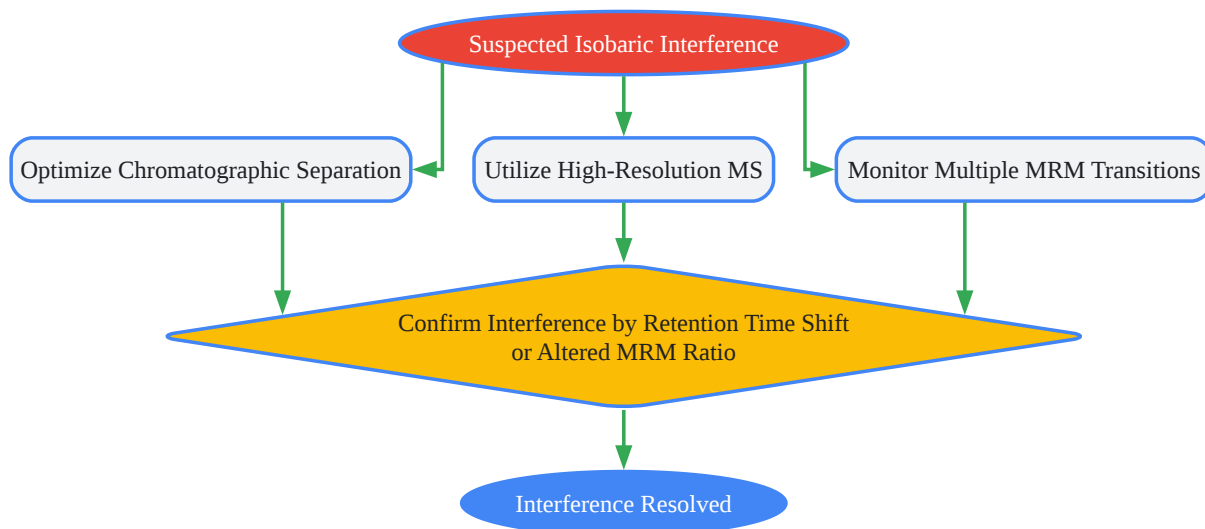 Suspected Isobaric Interference
Optimize Chromatographic Separation
Utilize High-Resolution MS
Monitor Multiple MRM Transitions
Confirm Interference by Retention Time Shift
or Altered MRM Ratio
Interference Resolved